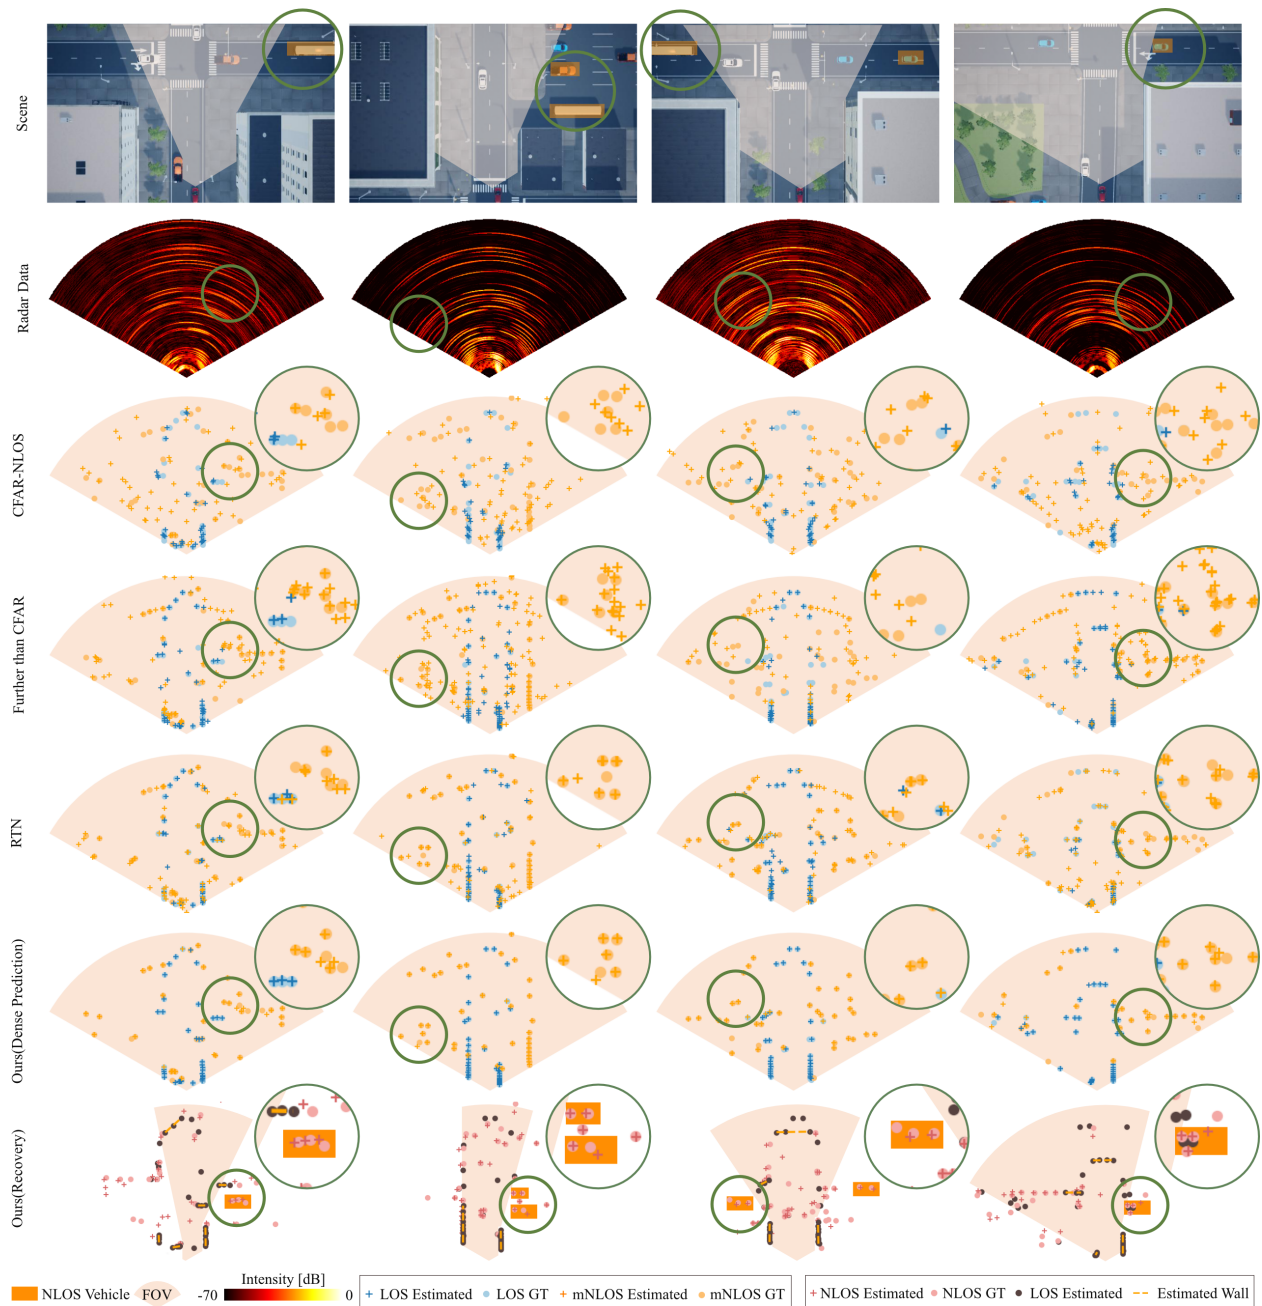 Scene
Radar Data
CFAR-NLOS
Further than CFAR
RTN
Ours(Dense Prediction)
Ours(Recovery)
NLOS Vehicle
FOV
Intensity [dB]
-70
0
LOS Estimated
LOS GT
mNLOS Estimated
mNLOS GT
NLOS Estimated
NLOS GT
LOS Estimated
Estimated Wall